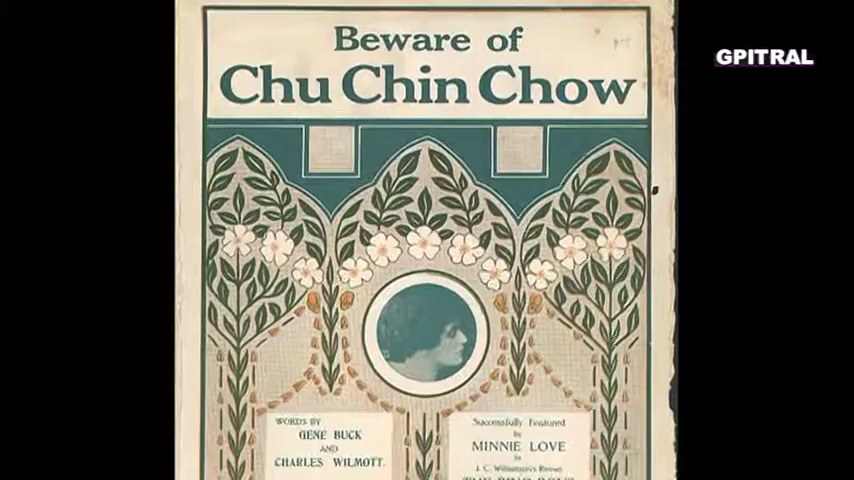 Beware of
Chu Chin Chow
GPITRAL
WORDS BY
GENE BUCK
AND
CHARLES WILMOTT.
Successfully Featured
by
MINNIE LOVE
in
J. C. Williamson's Revue